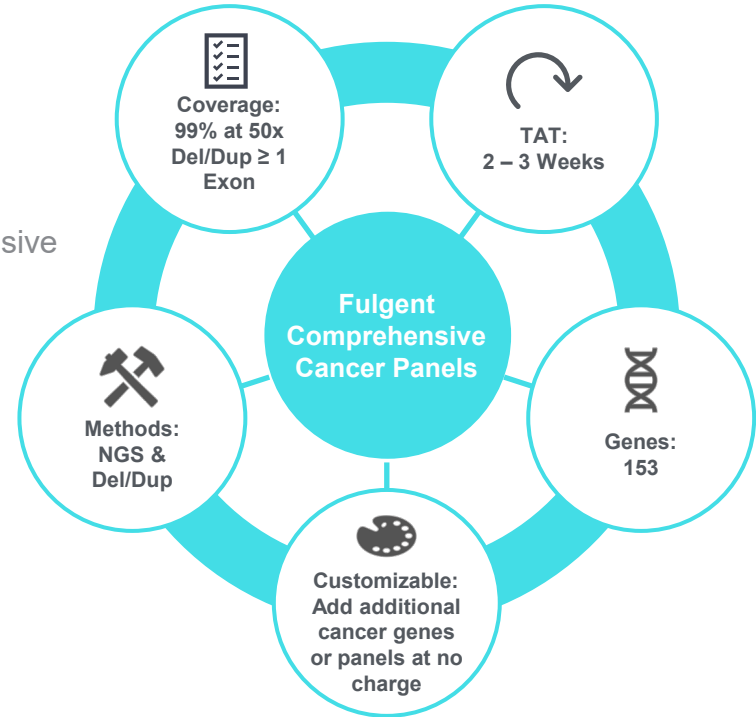 Coverage:
99% at 50x
Del/Dup ≥ 1
Exon
TAT:
2 – 3 Weeks
sive
Fulgent
Comprehensive
Cancer Panels
Methods:
NGS &
Del/Dup
Genes:
153
Customizable:
Add additional
cancer genes
or panels at no
charge